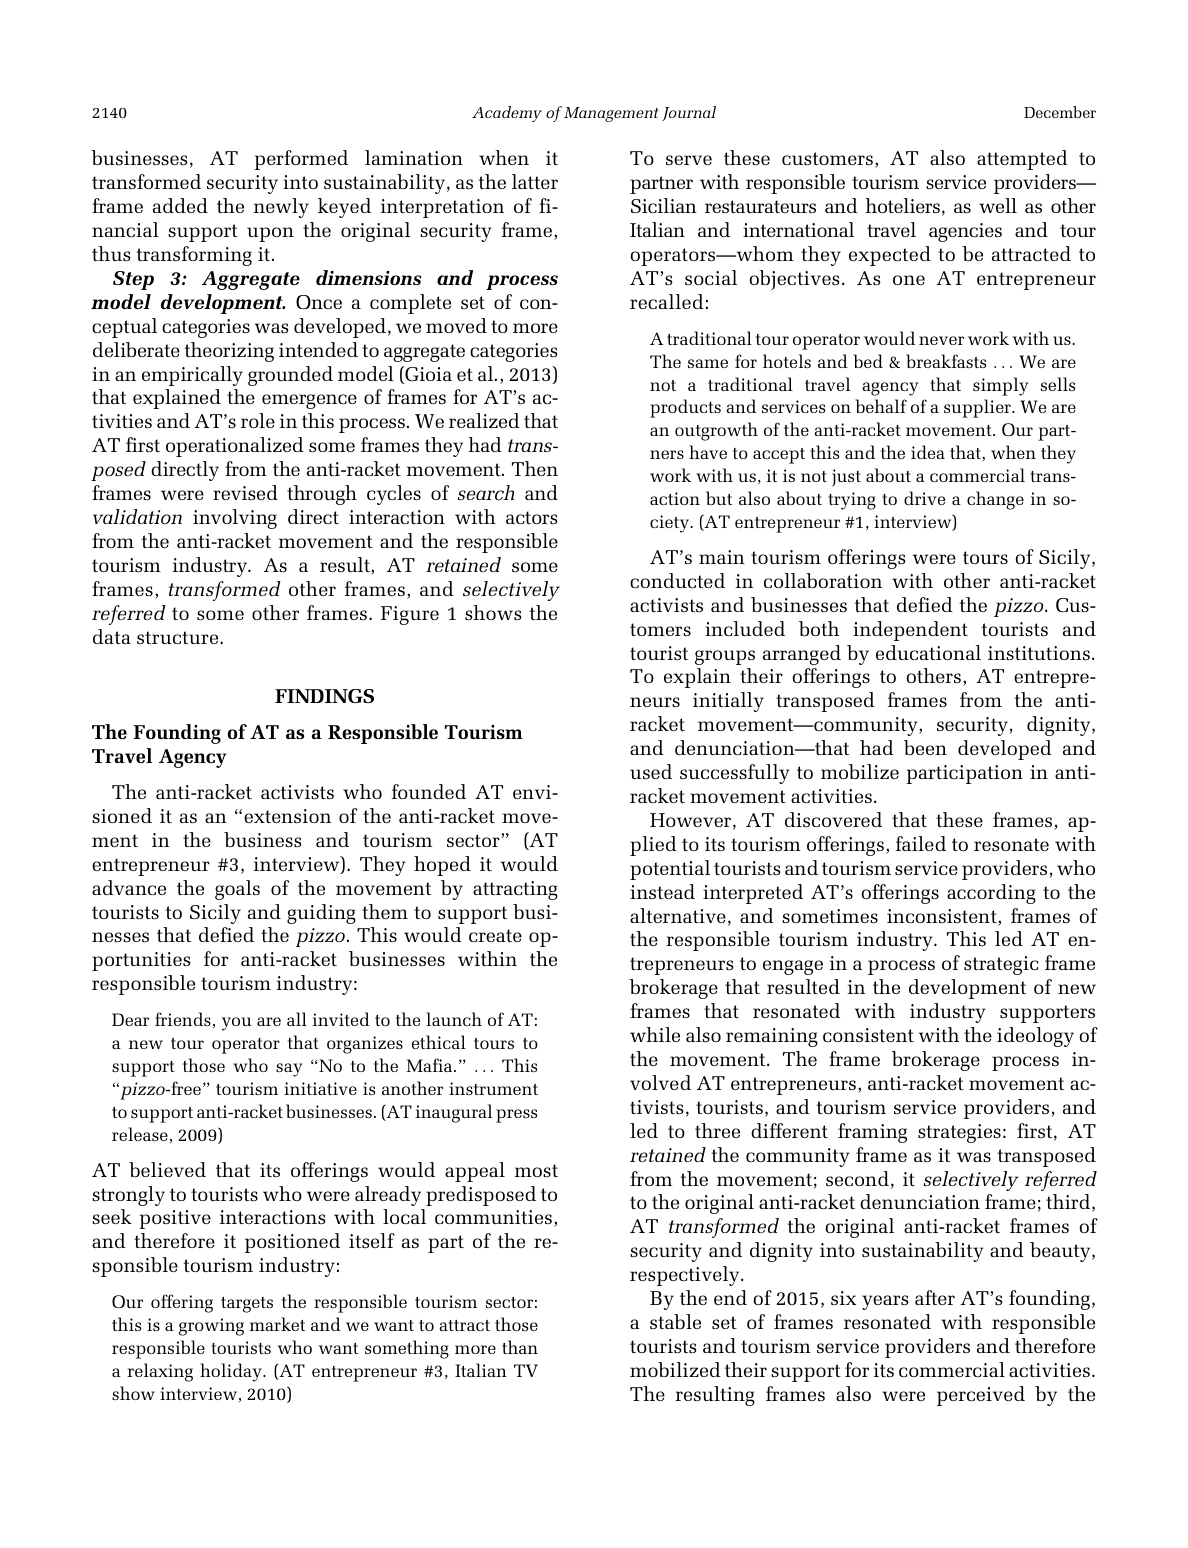 2140
Academy of Management Journal
December
businesses, AT performed lamination when it
transformed security into sustainability, as the latter
frame added the newly keyed interpretation of fi-
nancial support upon the original security frame,
thus transforming it.
Step 3: Aggregate dimensions and process
model development. Once a complete set of con-
ceptual categories was developed, we moved to more
deliberate theorizing intended to aggregate categories
in an empirically grounded model (Gioia et al., 2013)
that explained the emergence of frames for AT's ac-
tivities and AT's role in this process. We realized that
AT first operationalized some frames they had trans-
posed directly from the anti-racket movement. Then
frames were revised through cycles of search and
validation involving direct interaction with actors
from the anti-racket movement and the responsible
tourism industry. As a result, AT retained some
frames, transformed other frames, and selectively
referred to some other frames. Figure 1 shows the
data structure.
FINDINGS
The Founding of AT as a Responsible Tourism
Travel Agency
The anti-racket activists who founded AT envi-
sioned it as an “extension of the anti-racket move-
ment in the business and tourism sector” (AT
entrepreneur #3, interview). They hoped it would
advance the goals of the movement by attracting
tourists to Sicily and guiding them to support busi-
nesses that defied the pizzo. This would create op-
portunities for anti-racket businesses within the
responsible tourism industry:
Dear friends, you are all invited to the launch of AT:
a new tour operator that organizes ethical tours to
support those who say “No to the Mafia.” ... This
“pizzo-free” tourism initiative is another instrument
to support anti-racket businesses. (AT inaugural press
release, 2009)
AT believed that its offerings would appeal most
strongly to tourists who were already predisposed to
seek positive interactions with local communities,
and therefore it positioned itself as part of the re-
sponsible tourism industry:
Our offering targets the responsible tourism sector:
this is a growing market and we want to attract those
responsible tourists who want something more than
a relaxing holiday. (AT entrepreneur #3, Italian TV
show interview, 2010)
To serve these customers, AT also attempted to
partner with responsible tourism service providers—
Sicilian restaurateurs and hoteliers, as well as other
Italian and international travel agencies and tour
operators—whom they expected to be attracted to
AT's social objectives. As one AT entrepreneur
recalled:
A traditional tour operator would never work with us.
The same for hotels and bed & breakfasts ... We are
not a traditional travel agency that simply sells
products and services on behalf of a supplier. We are
an outgrowth of the anti-racket movement. Our part-
ners have to accept this and the idea that, when they
work with us, it is not just about a commercial trans-
action but also about trying to drive a change in so-
ciety. (AT entrepreneur #1, interview)
AT's main tourism offerings were tours of Sicily,
conducted in collaboration with other anti-racket
activists and businesses that defied the pizzo. Cus-
tomers included both independent tourists and
tourist groups arranged by educational institutions.
To explain their offerings to others, AT entrepre-
neurs initially transposed frames from the anti-
racket movement—community, security, dignity,
and denunciation—that had been developed and
used successfully to mobilize participation in anti-
racket movement activities.
However, AT discovered that these frames, ap-
plied to its tourism offerings, failed to resonate with
potential tourists and tourism service providers, who
instead interpreted AT's offerings according to the
alternative, and sometimes inconsistent, frames of
the responsible tourism industry. This led AT en-
trepreneurs to engage in a process of strategic frame
brokerage that resulted in the development of new
frames that resonated with industry supporters
while also remaining consistent with the ideology of
the movement. The frame brokerage process in-
volved AT entrepreneurs, anti-racket movement ac-
tivists, tourists, and tourism service providers, and
led to three different framing strategies: first, AT
retained the community frame as it was transposed
from the movement; second, it selectively referred
to the original anti-racket denunciation frame; third,
AT transformed the original anti-racket frames of
security and dignity into sustainability and beauty,
respectively.
By the end of 2015, six years after AT's founding,
a stable set of frames resonated with responsible
tourists and tourism service providers and therefore
mobilized their support for its commercial activities.
The resulting frames also were perceived by the